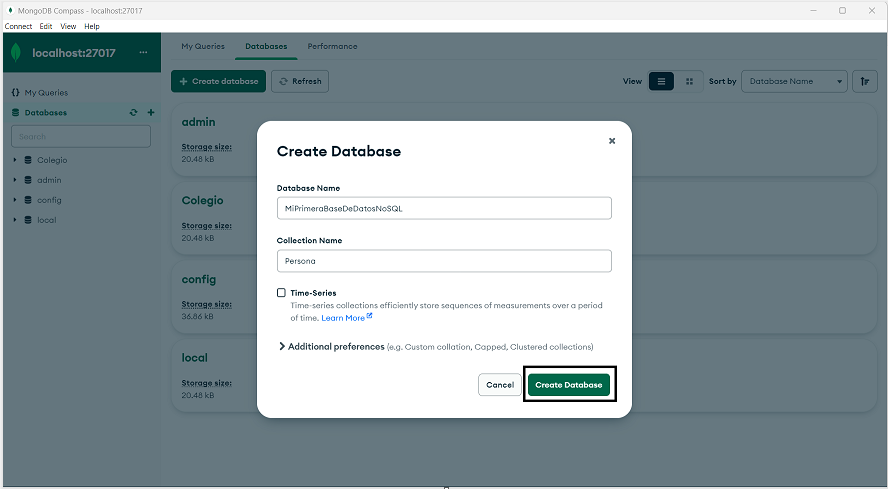 MongoDB Compass - localhost:27017
Connect Edit View Help
localhost:27017 ...
My Queries Databases Performance
Create database Refresh
View Sort by Database Name
{} My Queries
Databases
Search
Colegio
admin
config
local
admin
Storage size:
20.48 kB
Colegio
Storage size:
20.48 kB
config
Storage size:
36.86 kB
local
Storage size:
20.48 kB
Create Database
Database Name
MiPrimeraBaseDeDatosNoSQL
Collection Name
Persona
Time-Series
Time-series collections efficiently store sequences of measurements over a period
of time. Learn More
Additional preferences (e.g. Custom collation, Capped, Clustered collections)
Cancel Create Database